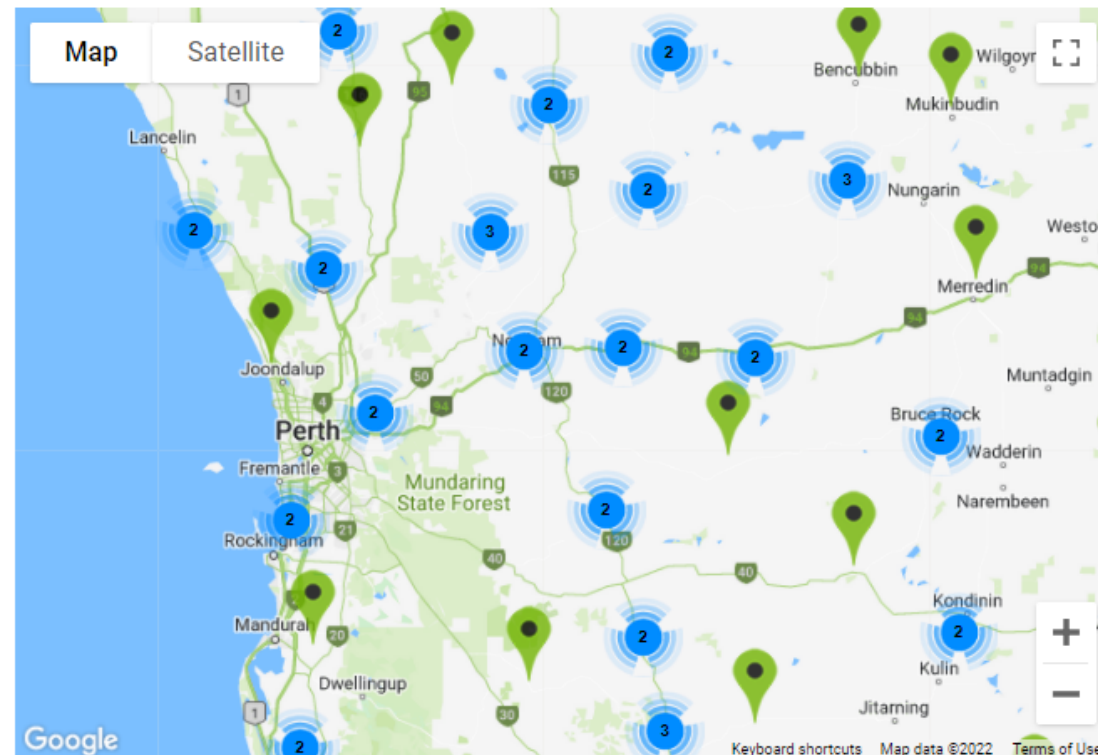 Map
Satellite
2
2
Bencubbin
Wilgoyn
Mukinbudin
1
95
2
Lancelin
115
2
3
Nungarin
2
3
Westo
2
94
Merredin
94
2
2
94
2
Joondalup
50
120
Muntadgin
4
94
2
Bruce Rock
2
Perth
Wadderin
Fremantle
3
Mundaring
State Forest
Narembeen
2
2
21
Rockingham
120
40
40
Kondinin
Mandurah
20
2
2
Kulin
Dwellingup
Jitarning
1
30
3
2
Google
Keyboard shortcuts
Map data ©2022
Terms of Use